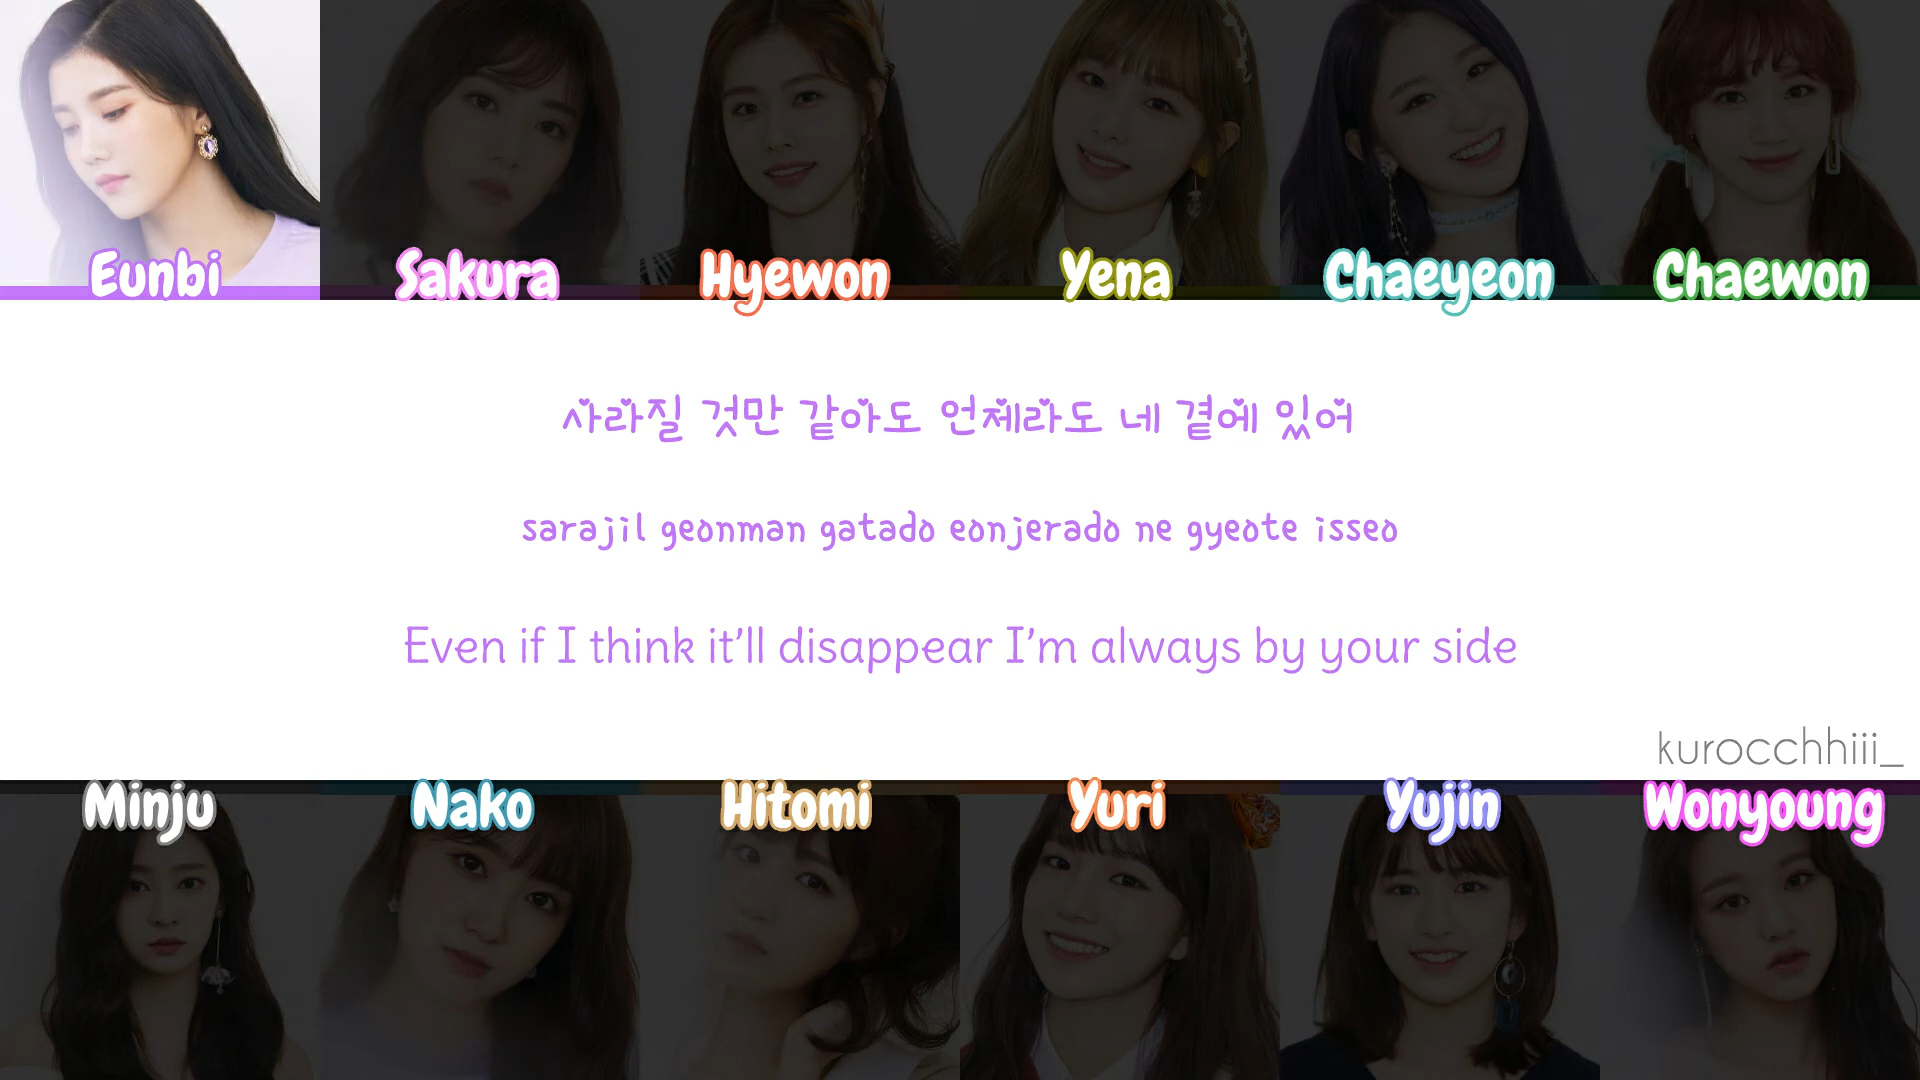 Eunbi
Sakura
Hyewon
Yena
Chaeyeon
Chaewon
사라질 것만 같아도 언제라도 네 곁에 있어
sarajil geonman gatado eonjerado ne gyeote isseo
Even if I think it'll disappear I'm always by your side
kurocchhiii_
Minju
Nako
Hitomi
Yuri
Yujin
Wonyoung